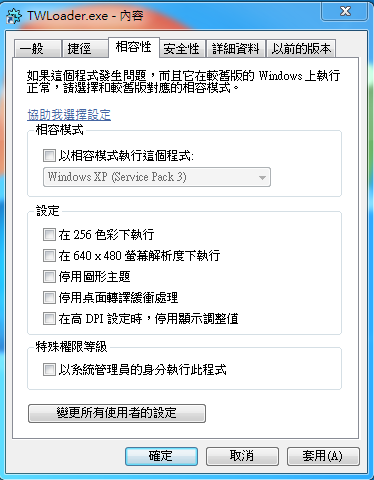 TWLoader.exe - 內容
一般 捷徑 相容性 安全性 詳細資料 以前的版本
如果這個程式發生問題，而且它在較舊版的 Windows 上執行
正常，請選擇和較舊版對應的相容模式。
協助我選擇設定
相容模式
以相容模式執行這個程式:
Windows XP (Service Pack 3)
設定
在 256 色彩下執行
在 640 x 480 螢幕解析度下執行
停用圖形主題
停用桌面轉譯緩衝處理
在高 DPI 設定時，停用顯示調整值
特殊權限等級
以系統管理員的身分執行此程式
變更所有使用者的設定
確定 取消 套用(A)